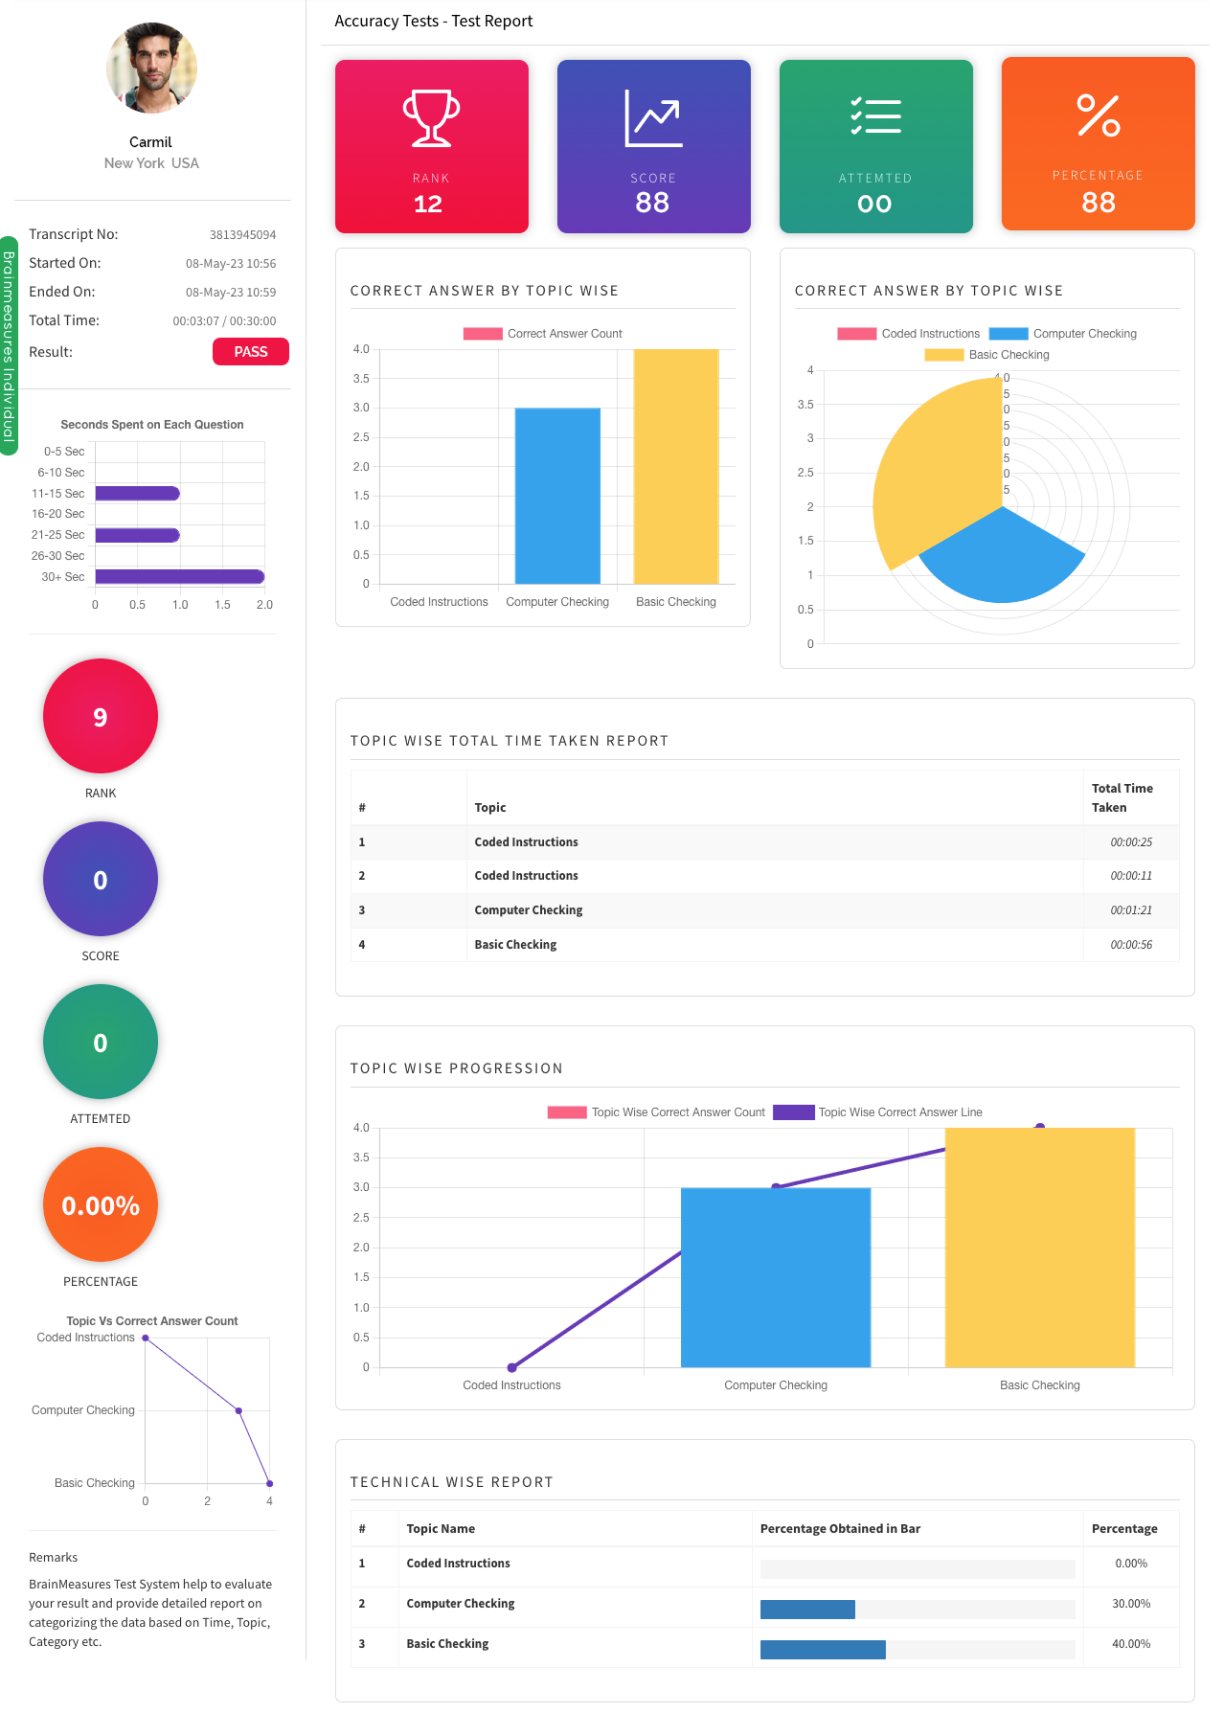 Carmil
New York USA
Brainmeasures Individual
Transcript No: 3813945094
Started On: 08-May-23 10:56
Ended On: 08-May-23 10:59
Total Time: 00:03:07 / 00:30:00
Result: PASS
Seconds Spent on Each Question
0-5 Sec
6-10 Sec
11-15 Sec
16-20 Sec
21-25 Sec
26-30 Sec
30+ Sec
0 0.5 1.0 1.5 2.0
9
RANK
0
SCORE
0
ATTEMTED
0.00%
PERCENTAGE
Topic Vs Correct Answer Count
Coded Instructions
Computer Checking
Basic Checking
0 2 4
Remarks
BrainMeasures Test System help to evaluate
your result and provide detailed report on
categorizing the data based on Time, Topic,
Category etc.
Accuracy Tests - Test Report
RANK
12
SCORE
88
ATTEMTED
00
PERCENTAGE
88
CORRECT ANSWER BY TOPIC WISE
Correct Answer Count
4.0
3.5
3.0
2.5
2.0
1.5
1.0
0.5
0
Coded Instructions Computer Checking Basic Checking
CORRECT ANSWER BY TOPIC WISE
Coded Instructions Computer Checking
Basic Checking
4
3.5
3
2.5
2
1.5
1
0.5
0
TOPIC WISE TOTAL TIME TAKEN REPORT
# Topic Total Time
Taken
1 Coded Instructions 00:00:25
2 Coded Instructions 00:00:11
3 Computer Checking 00:01:21
4 Basic Checking 00:00:56
TOPIC WISE PROGRESSION
Topic Wise Correct Answer Count Topic Wise Correct Answer Line
4.0
3.5
3.0
2.5
2.0
1.5
1.0
0.5
0
Coded Instructions Computer Checking Basic Checking
TECHNICAL WISE REPORT
# Topic Name Percentage Obtained in Bar Percentage
1 Coded Instructions 0.00%
2 Computer Checking 30.00%
3 Basic Checking 40.00%